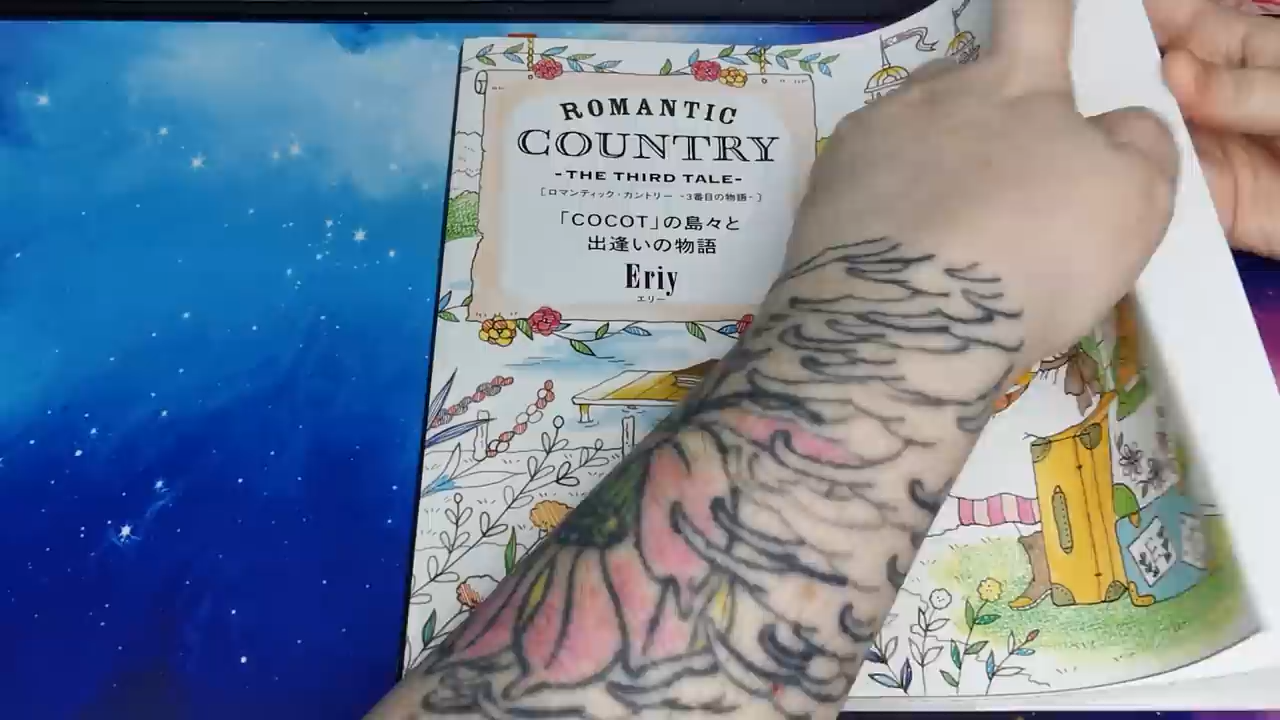 ROMANTIC
COUNTRY
-THE THIRD TALE-
[ロマンティック・カントリー -3番目の物語-]
「COCOT」の島々と
出逢いの物語
Eriy
エリー